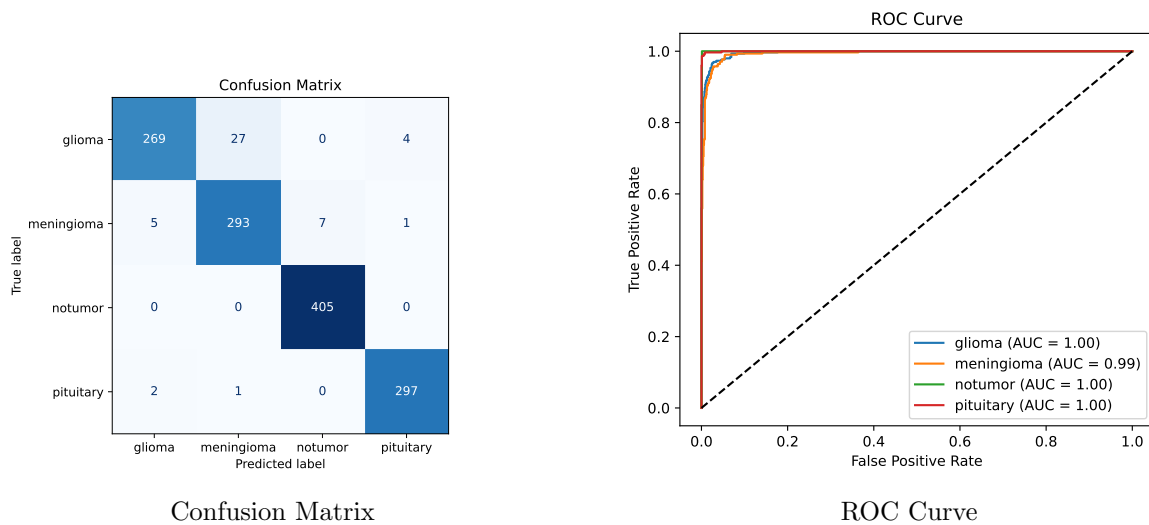 Confusion Matrix
True label
glioma
269 27 0 4
meningioma
5 293 7 1
notumor
0 0 405 0
pituitary
2 1 0 297
glioma meningioma notumor pituitary
Predicted label
Confusion Matrix
ROC Curve
True Positive Rate
1.0
0.8
0.6
0.4
0.2
0.0
glioma (AUC = 1.00)
meningioma (AUC = 0.99)
notumor (AUC = 1.00)
pituitary (AUC = 1.00)
0.0 0.2 0.4 0.6 0.8 1.0
False Positive Rate
ROC Curve